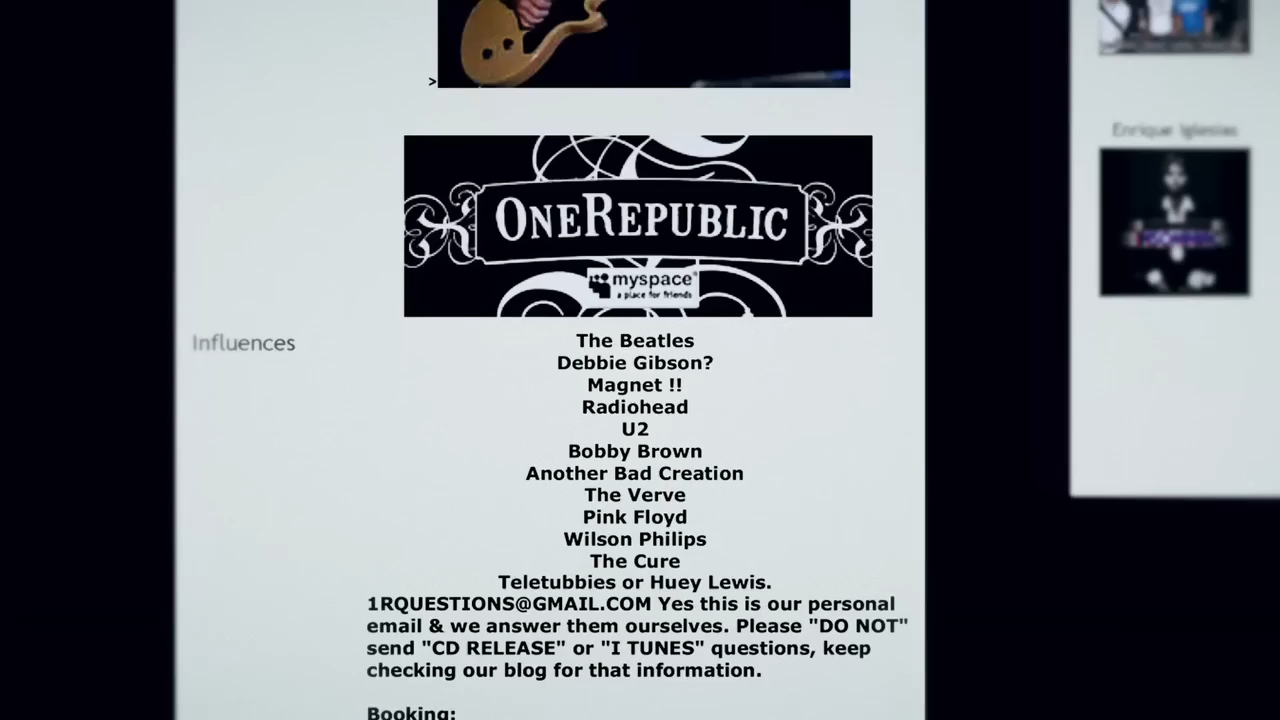 >
Enrique Iglesias
ONEREPUBLIC
myspace
a place for friends
Influences
The Beatles
Debbie Gibson?
Magnet !!
Radiohead
U2
Bobby Brown
Another Bad Creation
The Verve
Pink Floyd
Wilson Philips
The Cure
Teletubbies or Huey Lewis.
1RQUESTIONS@GMAIL.COM Yes this is our personal
email & we answer them ourselves. Please "DO NOT"
send "CD RELEASE" or "I TUNES" questions, keep
checking our blog for that information.
Booking: